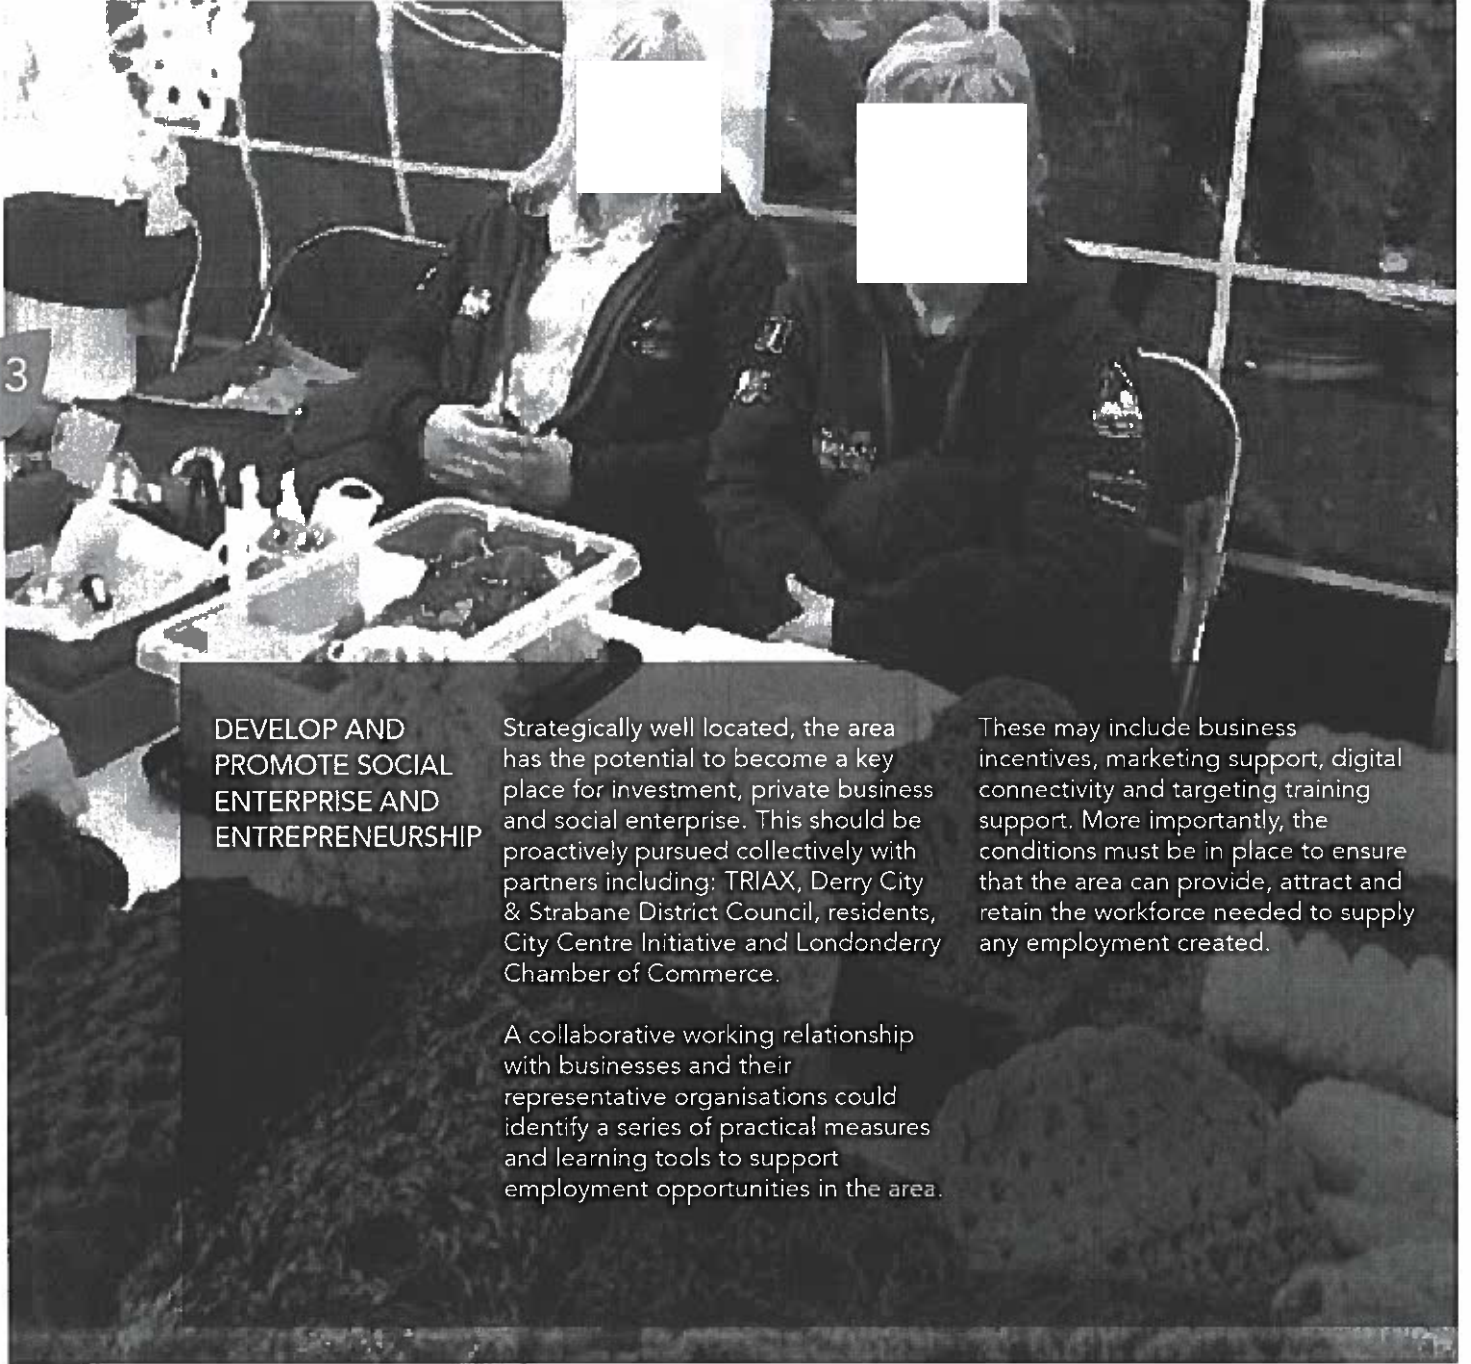 3
DEVELOP AND
PROMOTE SOCIAL
ENTERPRISE AND
ENTREPRENEURSHIP
Strategically well located, the area
has the potential to become a key
place for investment, private business
and social enterprise. This should be
proactively pursued collectively with
partners including: TRIAX, Derry City
& Strabane District Council, residents,
City Centre Initiative and Londonderry
Chamber of Commerce.
A collaborative working relationship
with businesses and their
representative organisations could
identify a series of practical measures
and learning tools to support
employment opportunities in the area.
These may include business
incentives, marketing support, digital
connectivity and targeting training
support. More importantly, the
conditions must be in place to ensure
that the area can provide, attract and
retain the workforce needed to supply
any employment created.